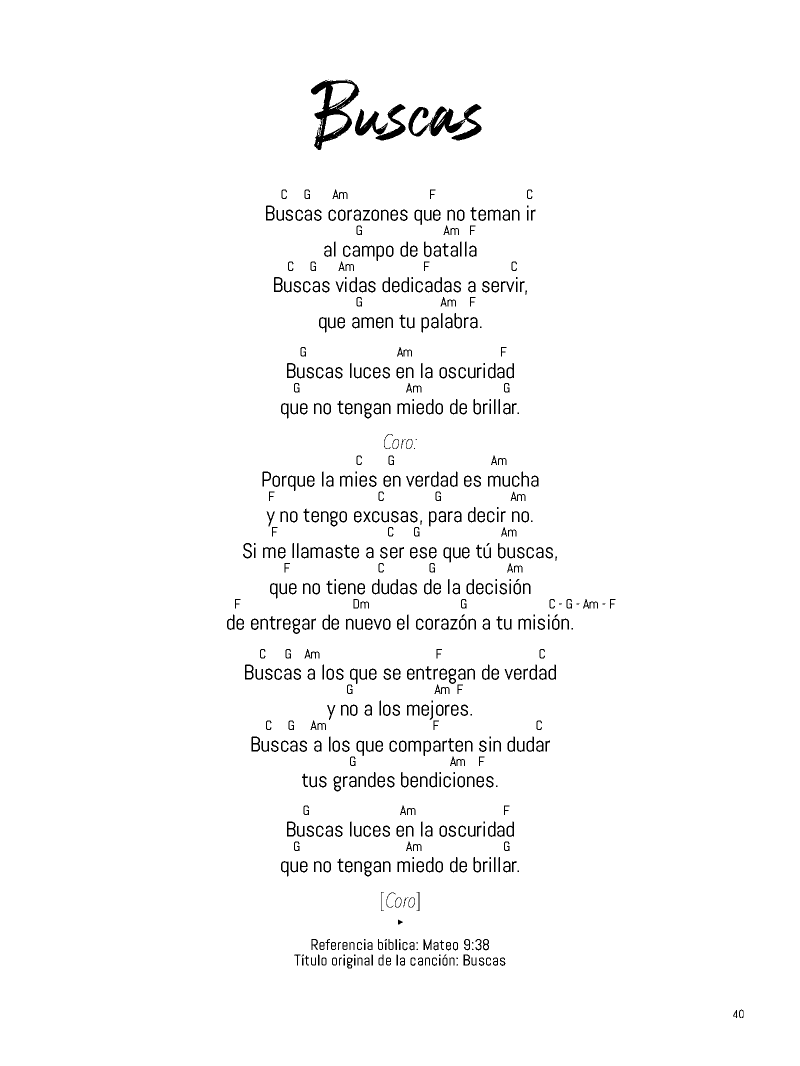 Buscas
C G Am F C
Buscas corazones que no teman ir
G Am F
al campo de batalla
C G Am F C
Buscas vidas dedicadas a servir,
G Am F
que amen tu palabra.
G Am F
Buscas luces en la oscuridad
G Am G
que no tengan miedo de brillar.
Coro:
C G Am
Porque la mies en verdad es mucha
F C G Am
y no tengo excusas, para decir no.
F C G Am
Si me llamaste a ser ese que tú buscas,
F C G Am
que no tiene dudas de la decisión
F Dm G C - G - Am - F
de entregar de nuevo el corazón a tu misión.
C G Am F C
Buscas a los que se entregan de verdad
G Am F
y no a los mejores.
C G Am F C
Buscas a los que comparten sin dudar
G Am F
tus grandes bendiciones.
G Am F
Buscas luces en la oscuridad
G Am G
que no tengan miedo de brillar.
[Coro]
Referencia bíblica: Mateo 9:38
Título original de la canción: Buscas
40